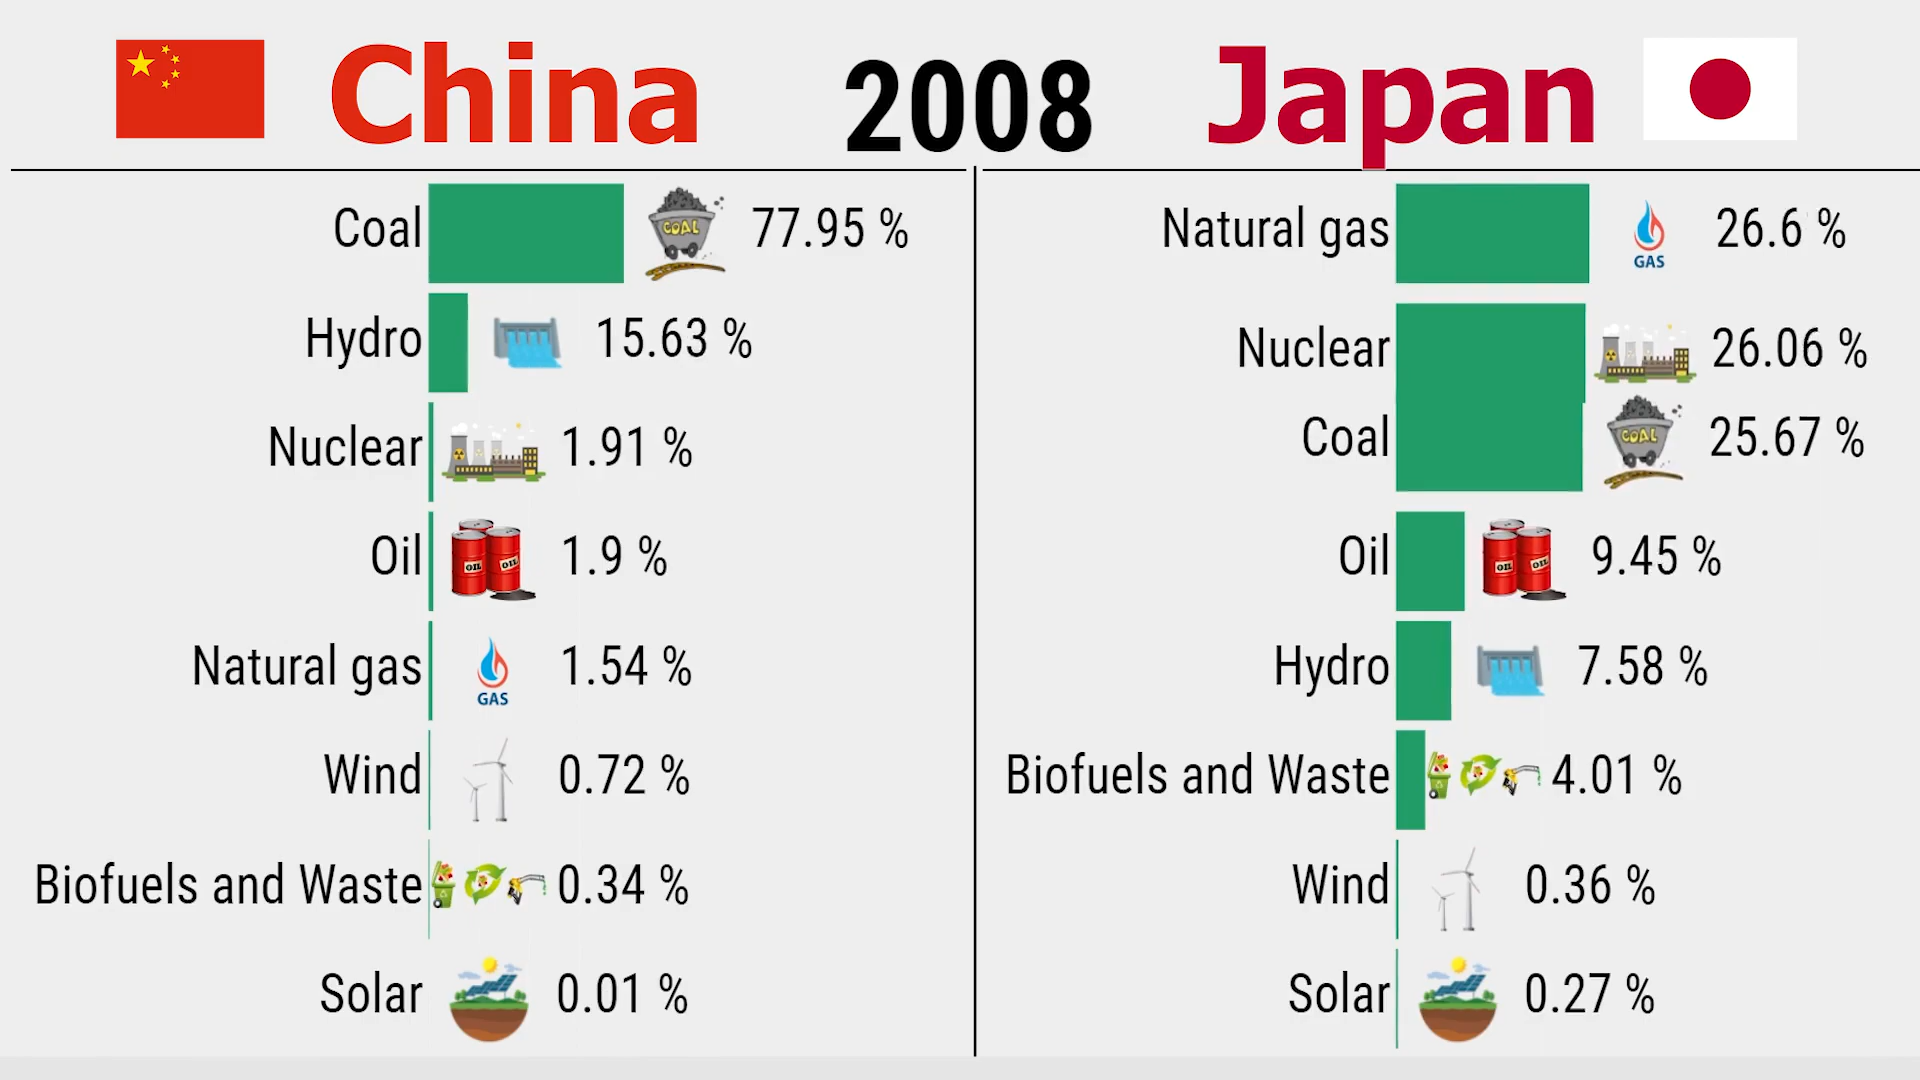 China 2008 Japan
Coal COAL 77.95 %
Hydro 15.63 %
Nuclear 1.91 %
Oil OIL OIL 1.9 %
Natural gas GAS 1.54 %
Wind 0.72 %
Biofuels and Waste 0.34 %
Solar 0.01 %
Natural gas GAS 26.6 %
Nuclear 26.06 %
Coal COAL 25.67 %
Oil OIL OIL 9.45 %
Hydro 7.58 %
Biofuels and Waste 4.01 %
Wind 0.36 %
Solar 0.27 %